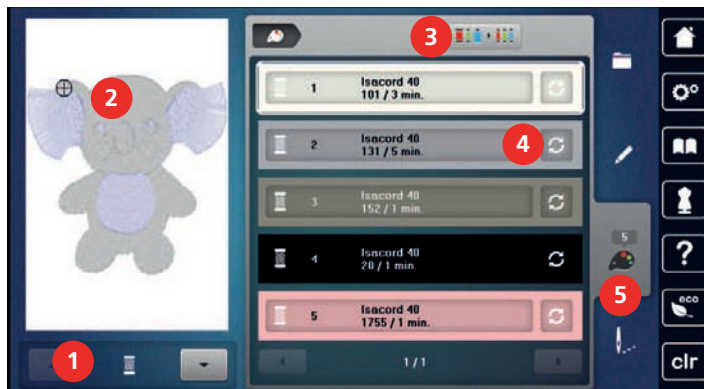 3
1
Isacord 40
101 / 3 min.
2
2
Isacord 40
131 / 5 min.
4
3
Isacord 40
152 / 1 min.
5
4
Isacord 40
20 / 1 min.
?
5
5
Isacord 40
1755 / 1 min.
eco
1
1/1
clr